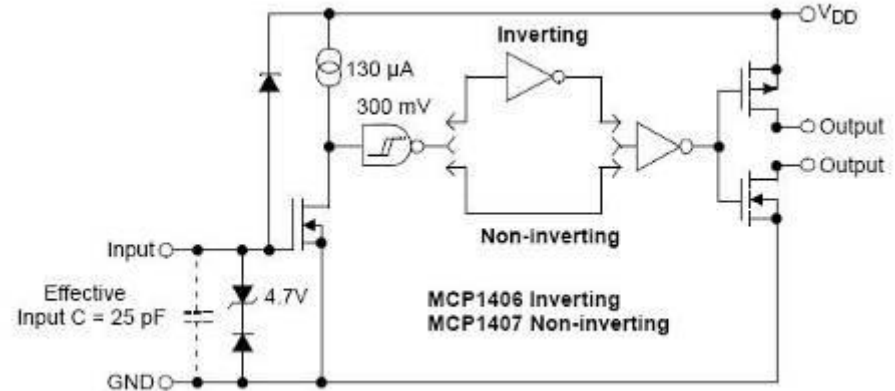 VDD
Inverting
130 µA
300 mV
Output
Output
Non-inverting
Input
4.7V
Effective
Input C = 25 pF
MCP1406 Inverting
MCP1407 Non-inverting
GND